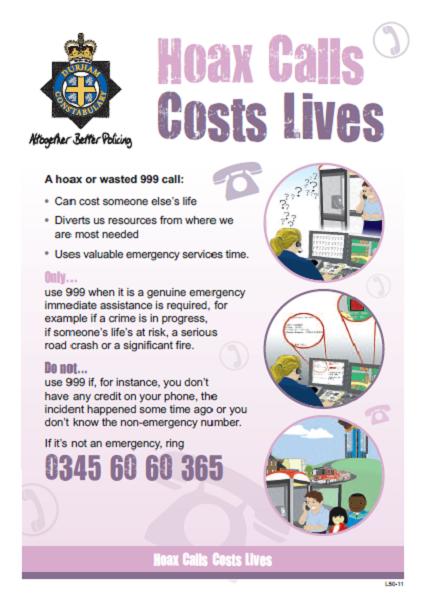 Hoax Calls
Costs Lives
DURHAM
CONSTABULARY
Altogether Better Policing
A hoax or wasted 999 call:
• Can cost someone else's life
• Diverts us resources from where we
are most needed
• Uses valuable emergency services time.
Only...
use 999 when it is a genuine emergency
immediate assistance is required, for
example if a crime is in progress,
if someone's life's at risk, a serious
road crash or a significant fire.
Do not...
use 999 if, for instance, you don't
have any credit on your phone, the
incident happened some time ago or you
don't know the non-emergency number.
If it's not an emergency, ring
0345 60 60 365
? ? ? ? ? ? ? ?
Hoax Calls Costs Lives
L50-11